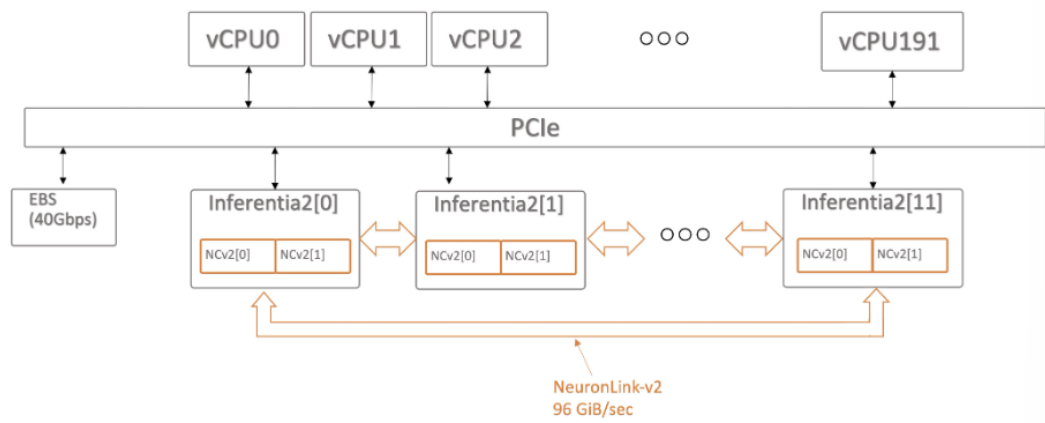 vCPU0
vCPU1
vCPU2
vCPU191
PCIe
EBS
(40Gbps)
Inferentia2[0]
NCv2[0]
NCv2[1]
Inferentia2[1]
NCv2[0]
NCv2[1]
Inferentia2[11]
NCv2[0]
NCv2[1]
NeuronLink-v2
96 GiB/sec